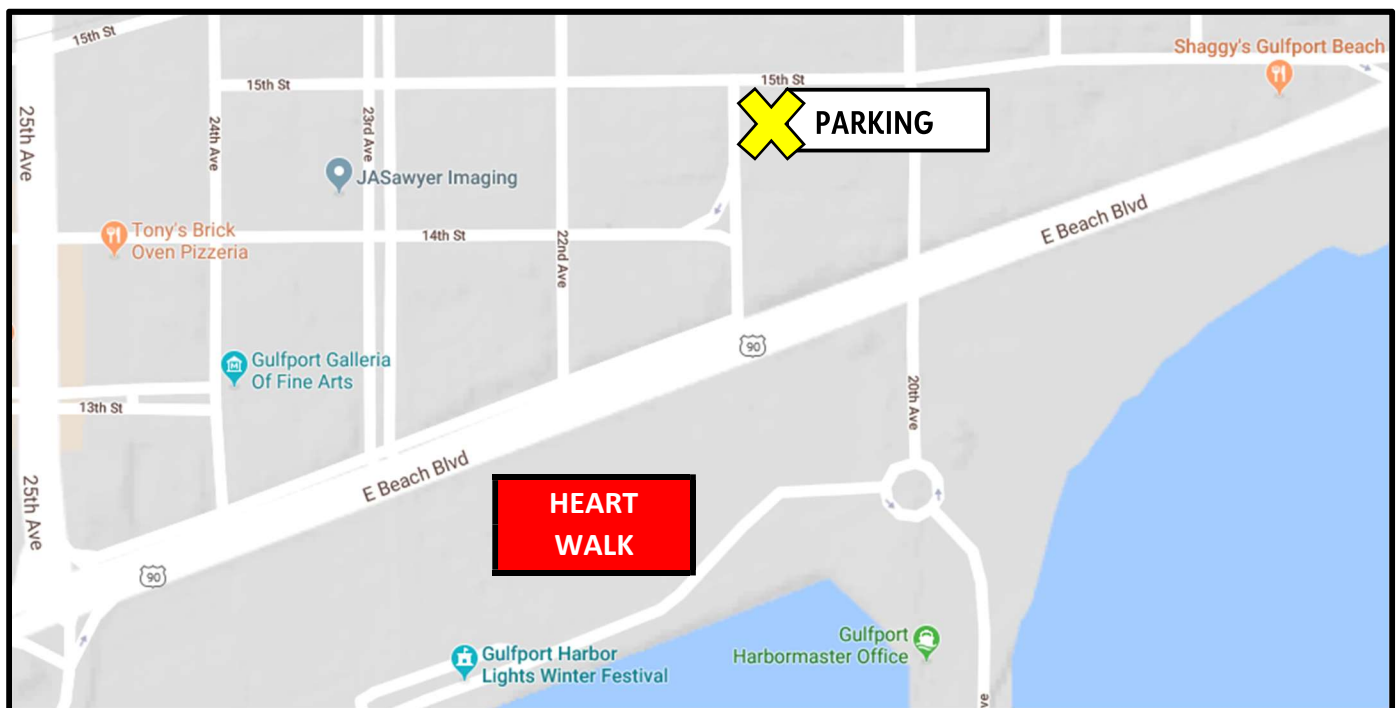 15th St
Shaggy's Gulfport Beach
15th St
15th St
PARKING
25th Ave
24th Ave
23rd Ave
JASawyer Imaging
Tony's Brick
Oven Pizzeria
14th St
22nd Ave
E Beach Blvd
90
Gulfport Galleria
Of Fine Arts
13th St
20th Ave
E Beach Blvd
25th Ave
HEART
WALK
90
Gulfport
Harbormaster Office
Gulfport Harbor
Lights Winter Festival